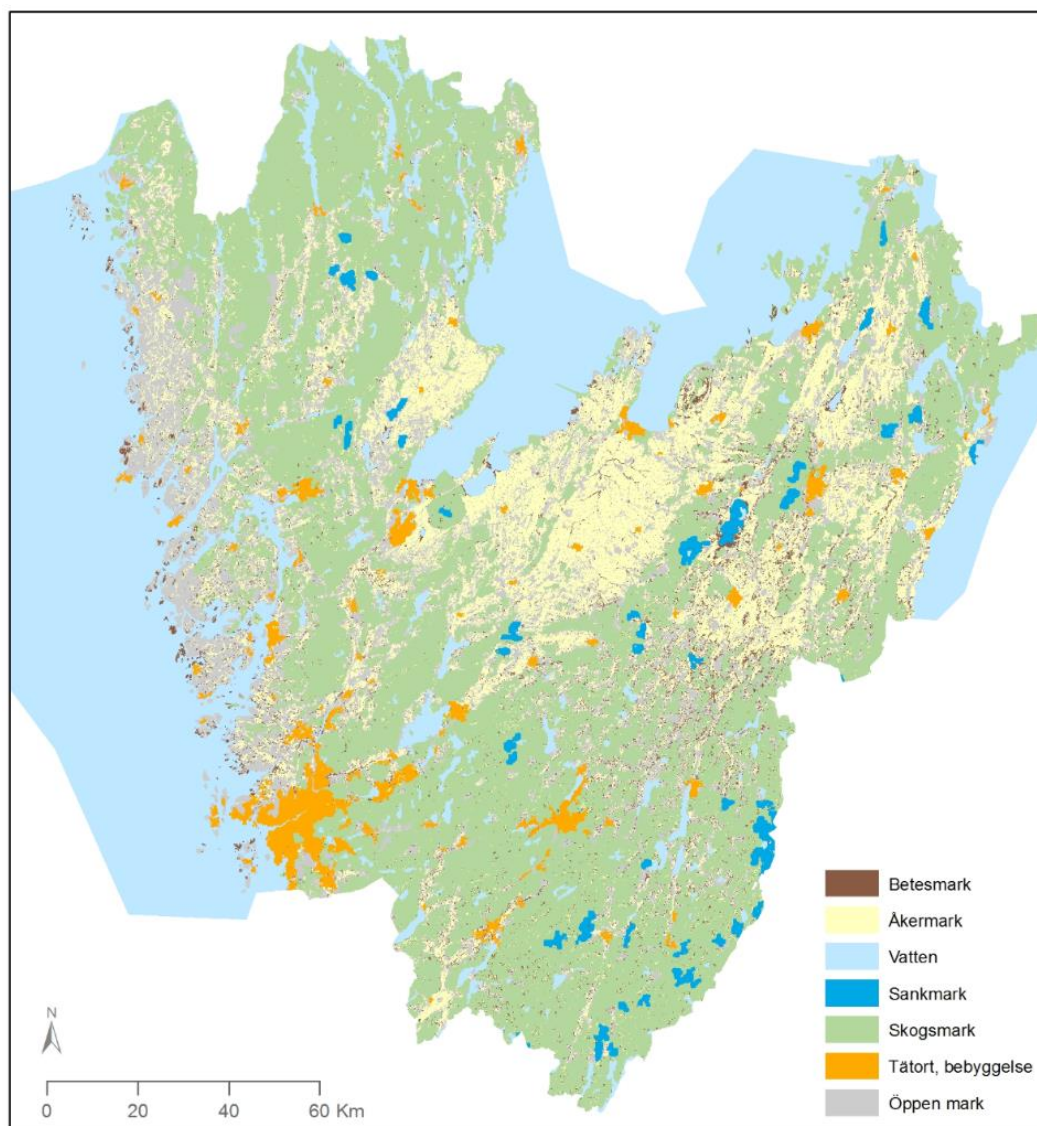 Betesmark
Åkermark
Vatten
Sankmark
Skogsmark
Tätort, bebyggelse
Öppen mark
N
0 20 40 60 Km